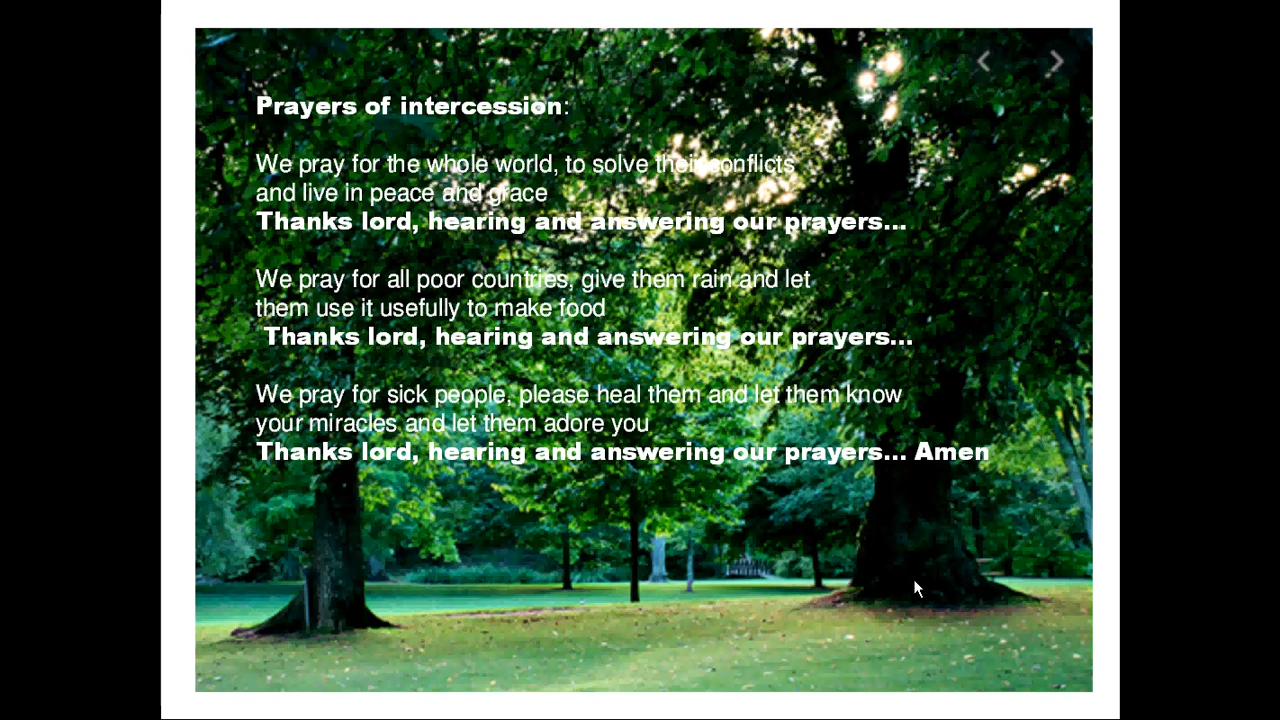 Prayers of intercession:
We pray for the whole world, to solve their conflicts
and live in peace and grace
Thanks lord, hearing and answering our prayers...
We pray for all poor countries, give them rain and let
them use it usefully to make food
Thanks lord, hearing and answering our prayers...
We pray for sick people, please heal them and let them know
your miracles and let them adore you
Thanks lord, hearing and answering our prayers... Amen